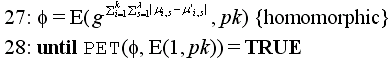 27: ϕ = E(g^{Σ_{i=1}^{k} Σ_{s=1}^{λ} |μ_{i,s} − μ'_{i,s}|}, pk) {homomorphic}
28: until PET(ϕ, E(1, pk)) = TRUE